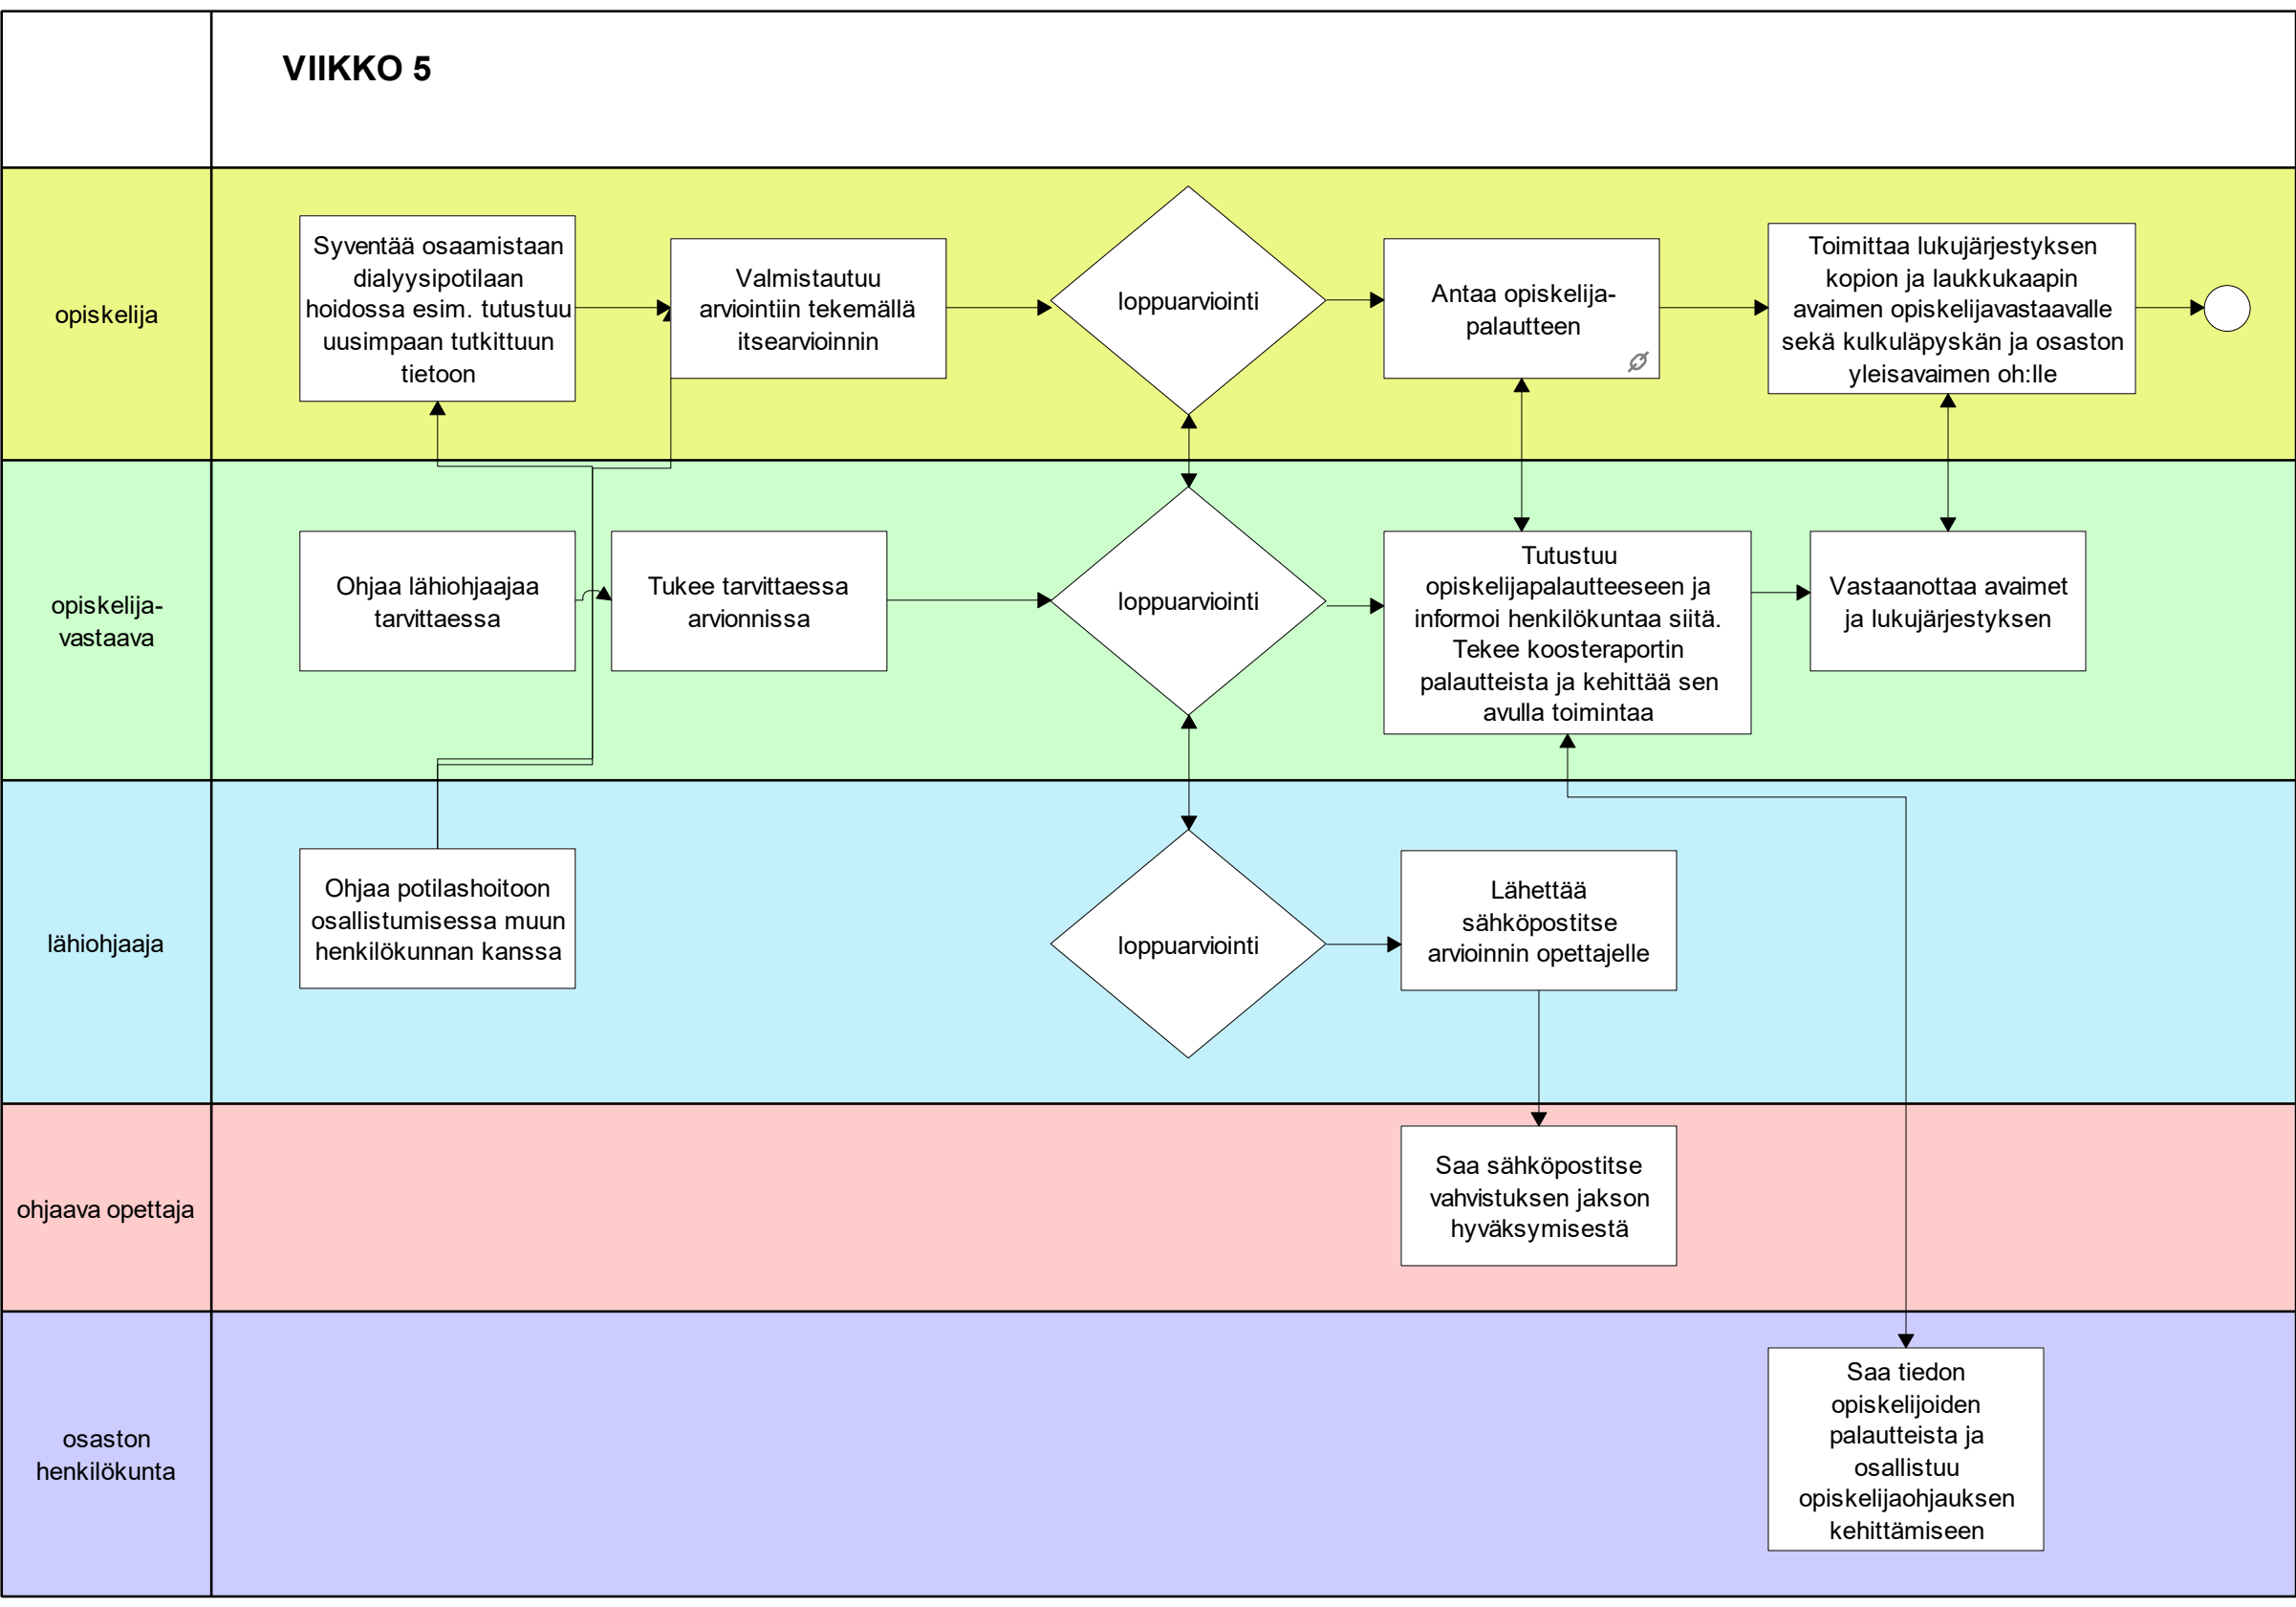 VIIKKO 5
opiskelija
Syventää osaamistaan
dialyysipotilaan
hoidossa esim. tutustuu
uusimpaan tutkittuun
tietoon
Valmistautuu
arviointiin tekemällä
itsearvioinnin
loppuarviointi
Antaa opiskelija-
palautteen
Toimittaa lukujärjestyksen
kopion ja laukkukaapin
avaimen opiskelijavastaavalle
sekä kulkuläpyskän ja osaston
yleisavaimen oh:lle
opiskelija-
vastaava
Ohjaa lähiohjaajaa
tarvittaessa
Tukee tarvittaessa
arvionnissa
loppuarviointi
Tutustuu
opiskelijapalautteeseen ja
informoi henkilökuntaa siitä.
Tekee koosteraportin
palautteista ja kehittää sen
avulla toimintaa
Vastaanottaa avaimet
ja lukujärjestyksen
lähiohjaaja
Ohjaa potilashoitoon
osallistumisessa muun
henkilökunnan kanssa
loppuarviointi
Lähettää
sähköpostitse
arvioinnin opettajelle
ohjaava opettaja
Saa sähköpostitse
vahvistuksen jakson
hyväksymisestä
osaston
henkilökunta
Saa tiedon
opiskelijoiden
palautteista ja
osallistuu
opiskelijaohjauksen
kehittämiseen